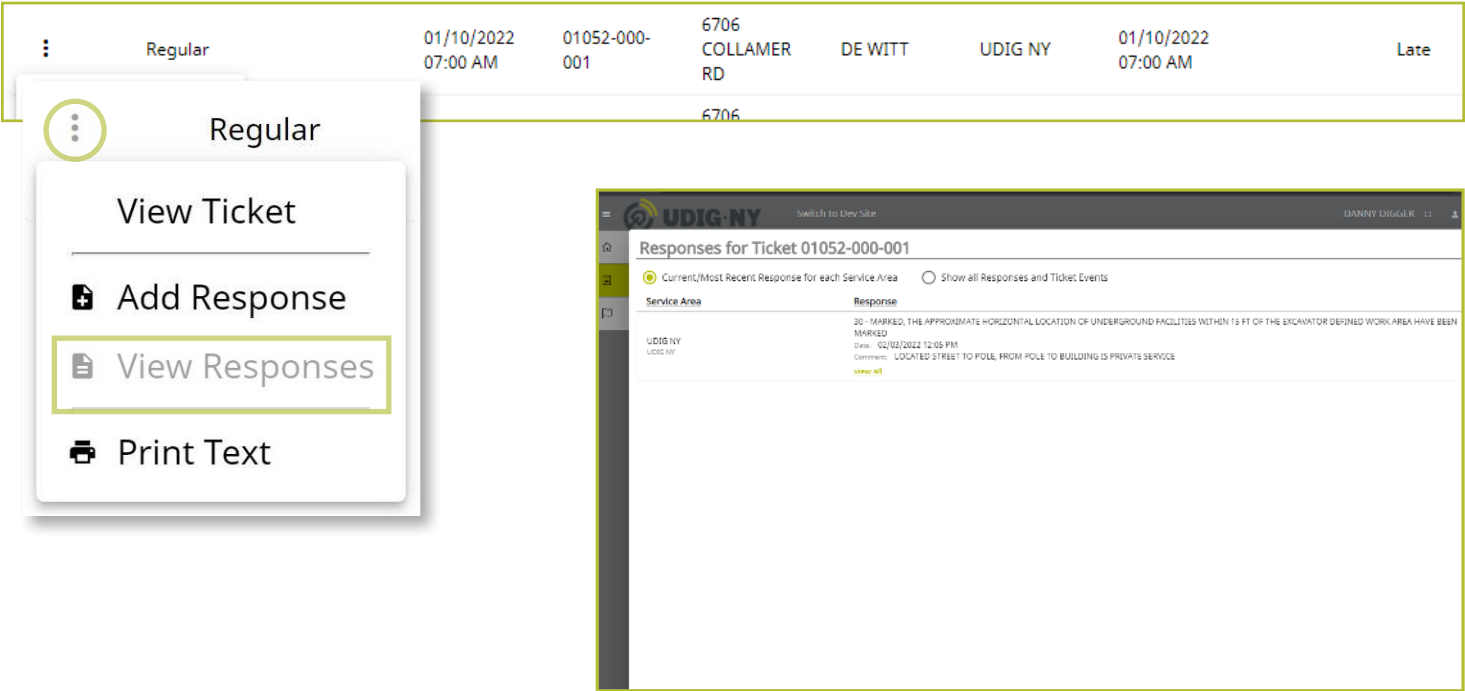 Regular
01/10/2022
07:00 AM
01052-000-
001
6706
COLLAMER
RD
DE WITT
UDIG NY
01/10/2022
07:00 AM
Late
6706
Regular
View Ticket
Add Response
View Responses
Print Text
UDIG·NY
Switch to Dev Site
DANNY DIGGER
Responses for Ticket 01052-000-001
Current/Most Recent Response for each Service Area
Show all Responses and Ticket Events
Service Area
Response
UDIG NY
UDIG NY
30 - MARKED, THE APPROXIMATE HORIZONTAL LOCATION OF UNDERGROUND FACILITIES WITHIN 15 FT OF THE EXCAVATOR DEFINED WORK AREA HAVE BEEN
MARKED
Date: 02/03/2022 12:05 PM
Comment: LOCATED STREET TO POLE, FROM POLE TO BUILDING IS PRIVATE SERVICE
view all